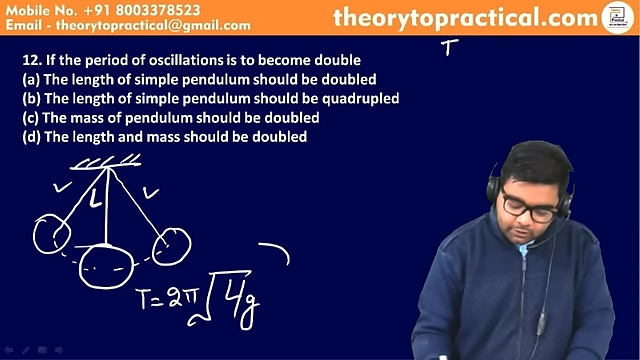 Mobile No. +91 8003378523
Email - theorytopractical@gmail.com
theorytopractical.com
12. If the period of oscillations is to become double
(a) The length of simple pendulum should be doubled
(b) The length of simple pendulum should be quadrupled
(c) The mass of pendulum should be doubled
(d) The length and mass should be doubled
T
L
T = 2π √L/g